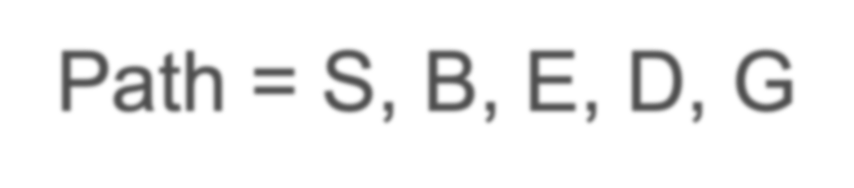 Path = S, B, E, D, G